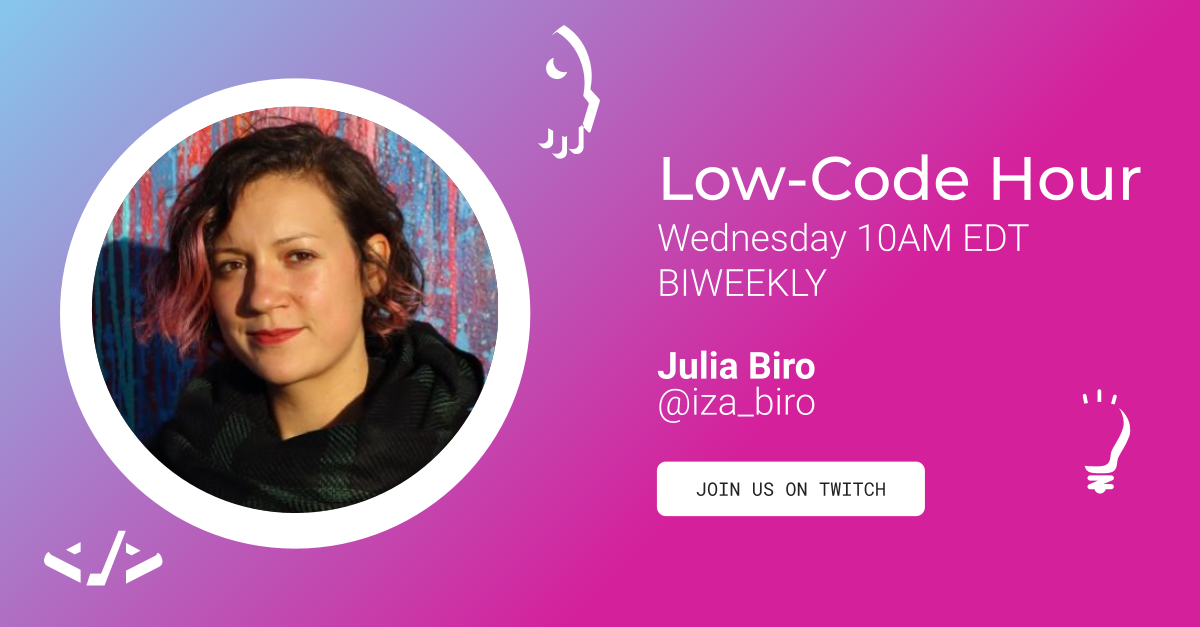 Low-Code Hour
Wednesday 10AM EDT
BIWEEKLY
Julia Biro
@iza_biro
JOIN US ON TWITCH